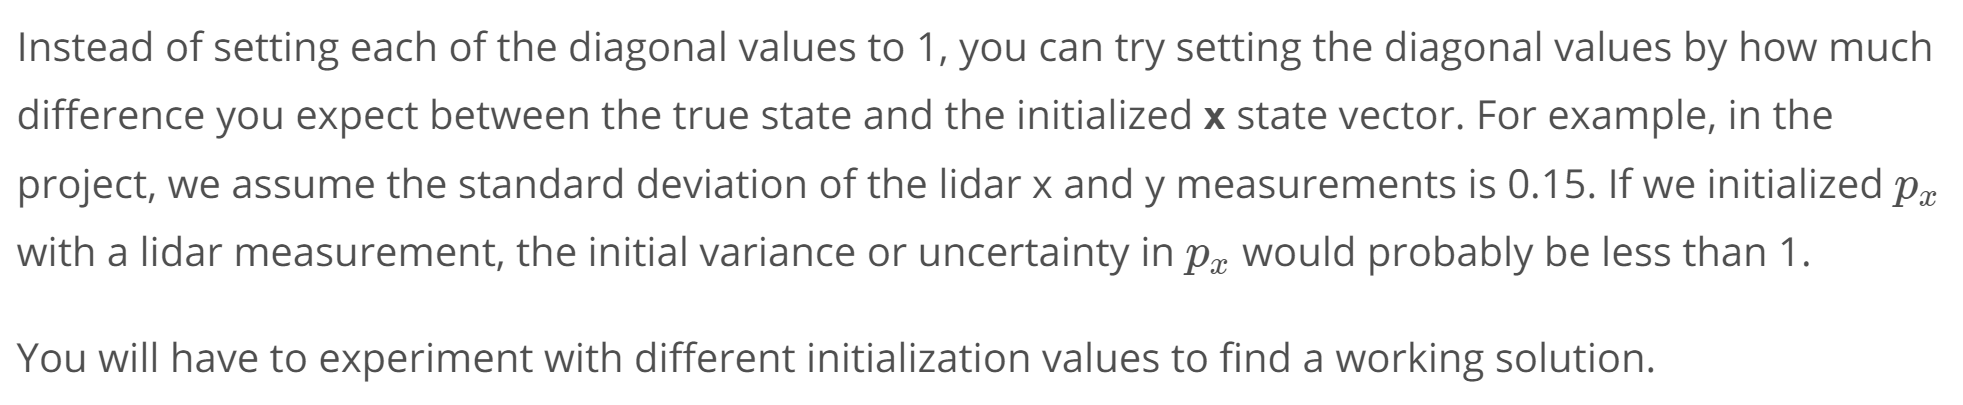 Instead of setting each of the diagonal values to 1, you can try setting the diagonal values by how much
difference you expect between the true state and the initialized x state vector. For example, in the
project, we assume the standard deviation of the lidar x and y measurements is 0.15. If we initialized pₓ
with a lidar measurement, the initial variance or uncertainty in pₓ would probably be less than 1.
You will have to experiment with different initialization values to find a working solution.